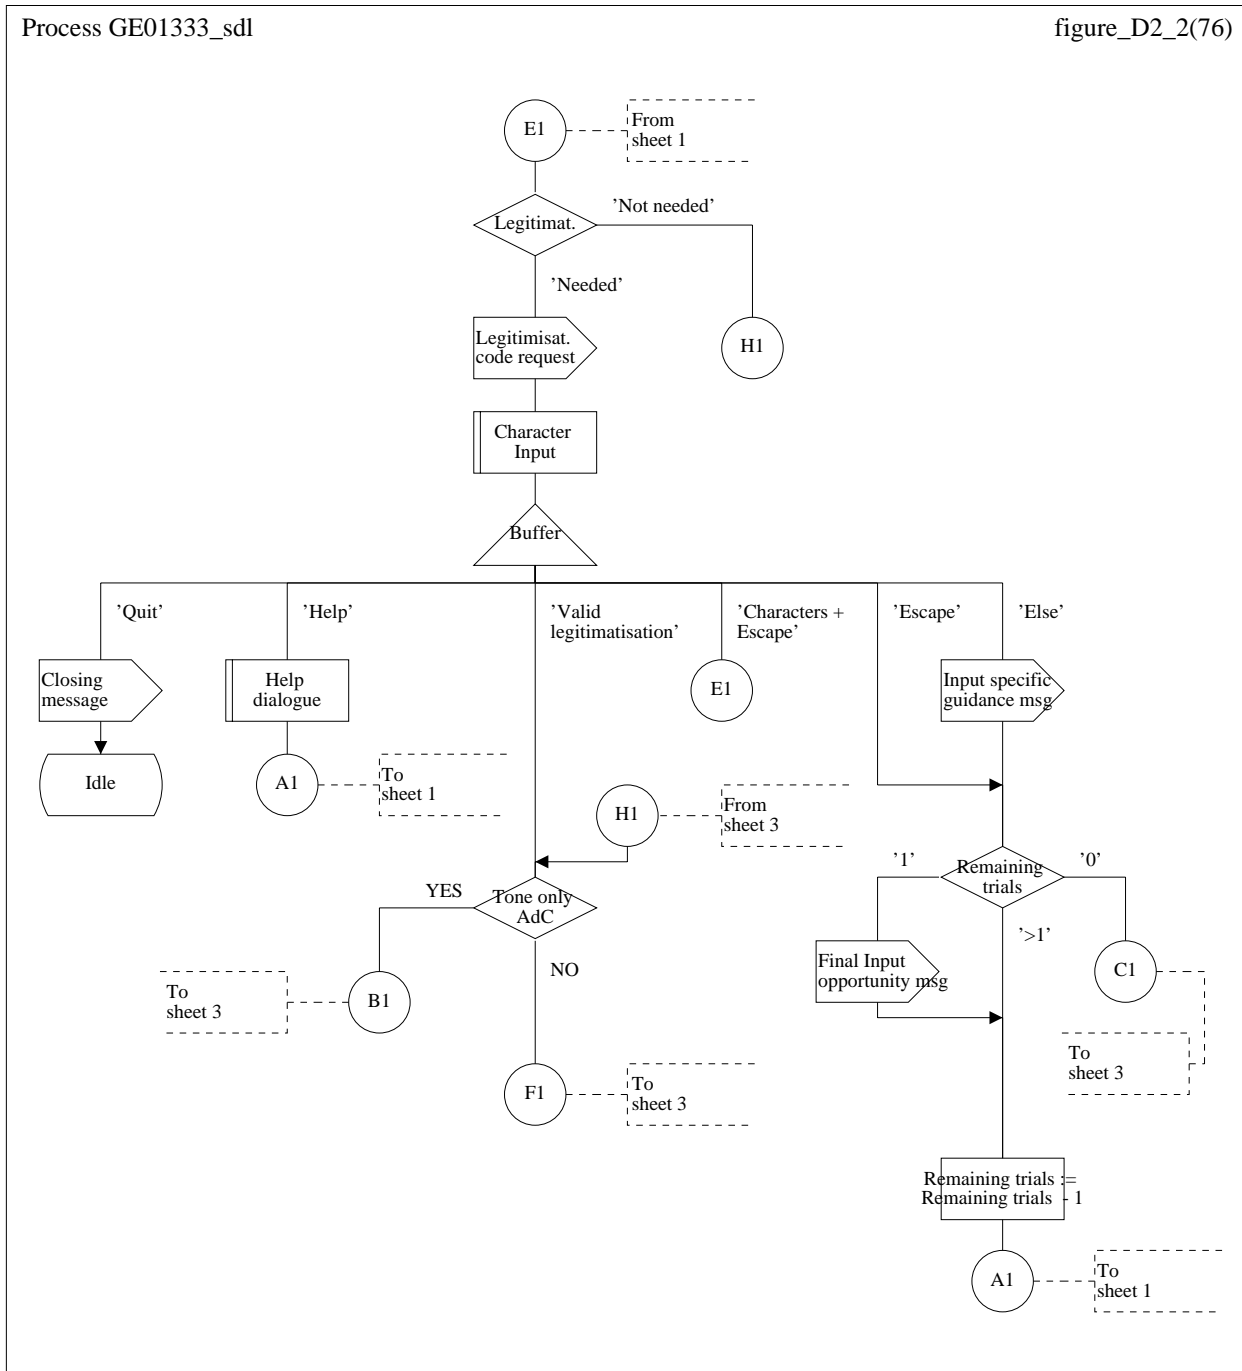 Process GE01333_sdl
figure_D2_2(76)
E1
From
sheet 1
Legitimat.
’Not needed’
’Needed’
Legitimisat.
code request
H1
Character
Input
Buffer
’Quit’
’Help’
’Valid
legitimatisation’
’Characters +
Escape’
’Escape’
’Else’
Closing
message
Help
dialogue
E1
Input specific
guidance msg
Idle
A1
To
sheet 1
H1
From
sheet 3
YES
Tone only
AdC
’1’
Remaining
trials
’0’
’>1’
NO
To
sheet 3
B1
Final Input
opportunity msg
C1
To
sheet 3
F1
To
sheet 3
Remaining trials :=
Remaining trials - 1
A1
To
sheet 1